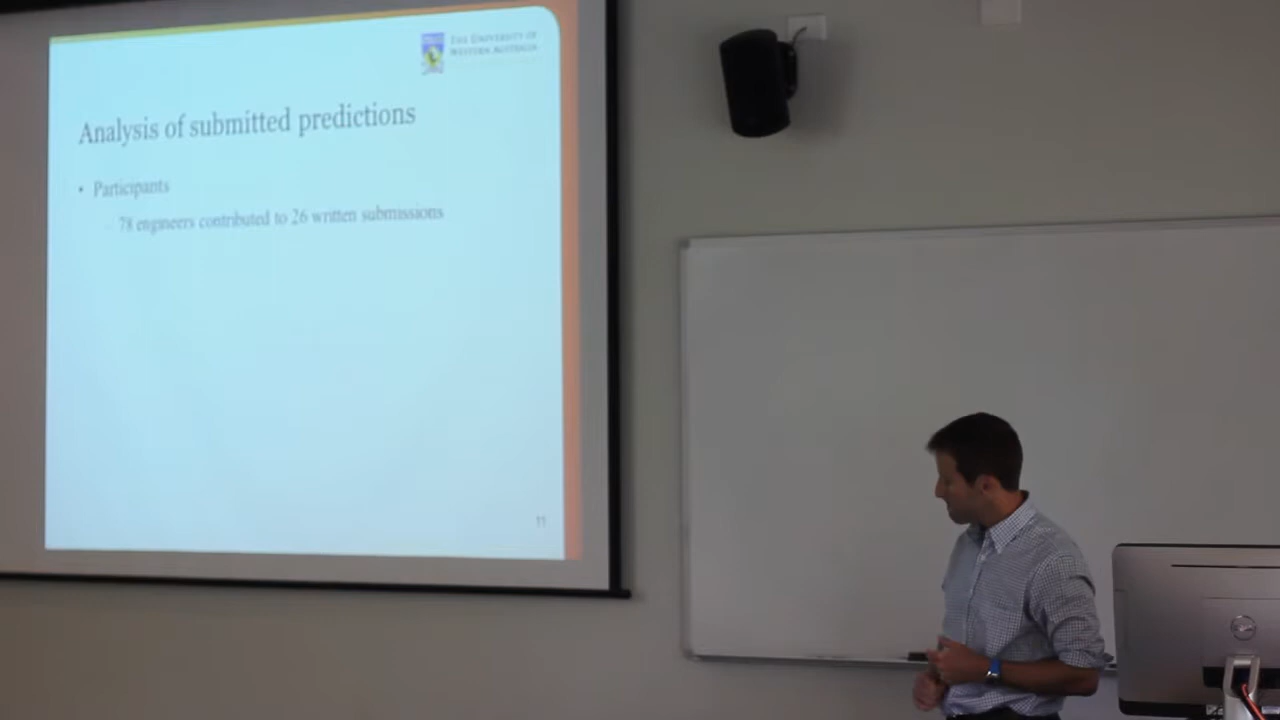 THE UNIVERSITY OF
WESTERN AUSTRALIA
Analysis of submitted predictions
• Participants
– 78 engineers contributed to 26 written submissions
11